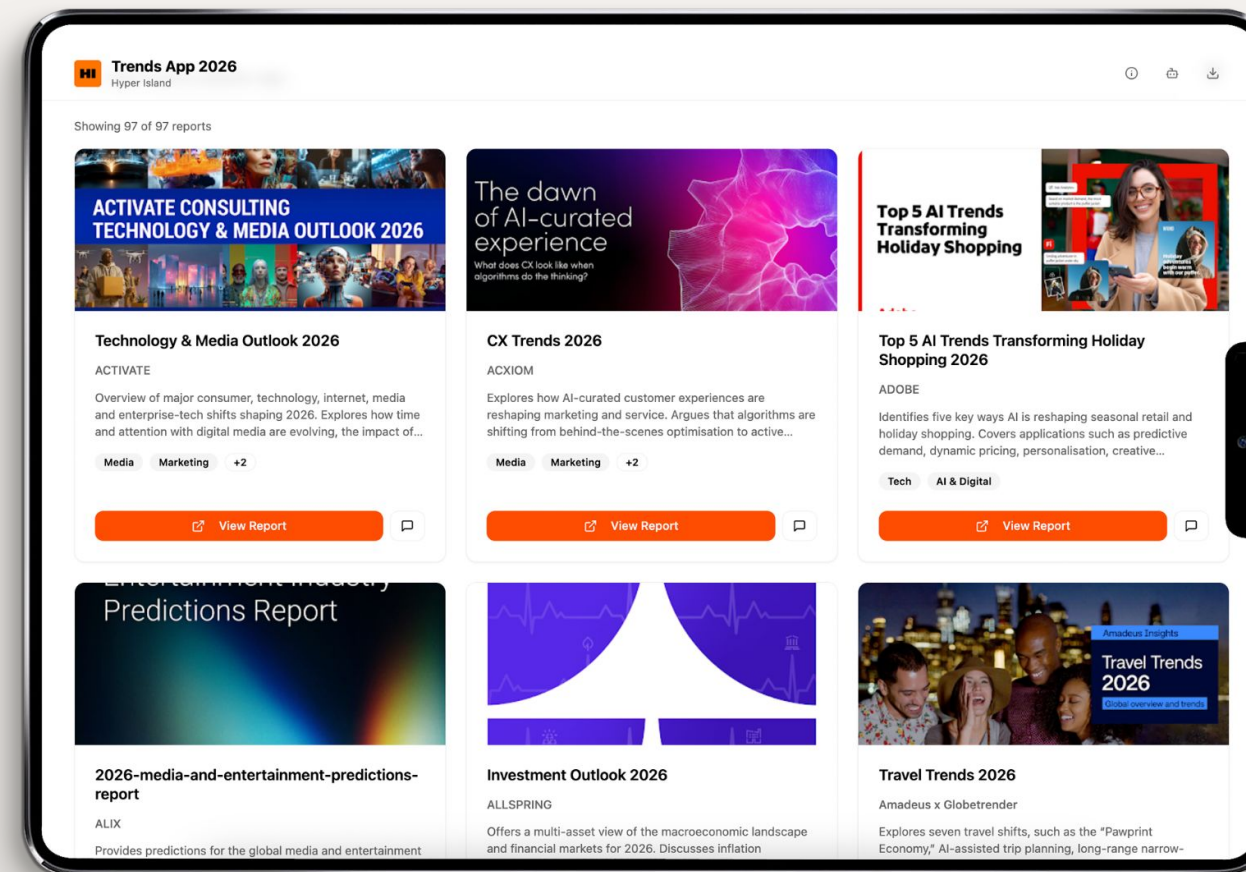 HI
Trends App 2026
Hyper Island
Showing 97 of 97 reports
ACTIVATE CONSULTING
TECHNOLOGY & MEDIA OUTLOOK 2026
Technology & Media Outlook 2026
ACTIVATE
Overview of major consumer, technology, internet, media
and enterprise-tech shifts shaping 2026. Explores how time
and attention with digital media are evolving, the impact of...
Media Marketing +2
View Report
The dawn
of AI-curated
experience
What does CX look like when
algorithms do the thinking?
CX Trends 2026
ACXIOM
Explores how AI-curated customer experiences are
reshaping marketing and service. Argues that algorithms are
shifting from behind-the-scenes optimisation to active...
Media Marketing +2
View Report
Top 5 AI Trends
Transforming
Holiday Shopping
Top 5 AI Trends Transforming Holiday
Shopping 2026
ADOBE
Identifies five key ways AI is reshaping seasonal retail and
holiday shopping. Covers applications such as predictive
demand, dynamic pricing, personalisation, creative...
Tech AI & Digital
View Report
Entertainment Industry
Predictions Report
2026-media-and-entertainment-predictions-
report
ALIX
Provides predictions for the global media and entertainment
Investment Outlook 2026
ALLSPRING
Offers a multi-asset view of the macroeconomic landscape
and financial markets for 2026. Discusses inflation
Amadeus Insights
Travel Trends
2026
Global overview and trends
Travel Trends 2026
Amadeus x Globetrender
Explores seven travel shifts, such as the "Pawprint
Economy," AI-assisted trip planning, long-range narrow-